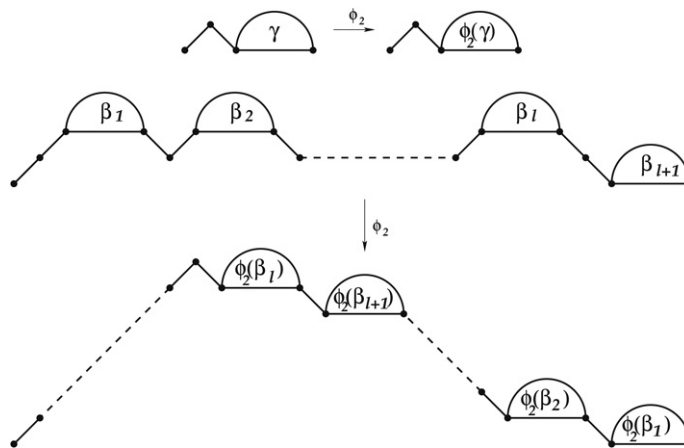 γ ϕ₂ ϕ₂(γ)
β₁ β₂ βₗ βₗ₊₁
ϕ₂
ϕ₂(βₗ) ϕ₂(βₗ₊₁)
ϕ₂(β₂) ϕ₂(β₁)